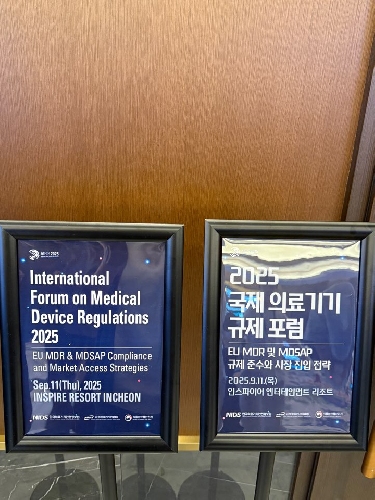 International
Forum on Medical
Device Regulations
2025
EU MDR & MDSAP Compliance
and Market Access Strategies
Sep.11(Thu), 2025
INSPIRE RESORT INCHEON
NIDS
2025
국제 의료기기
규제 포럼
EU MDR 및 MDSAP
규제 준수와 시장 진입 전략
2025.9.11.(목)
인스파이어 엔터테인먼트 리조트
NIDS